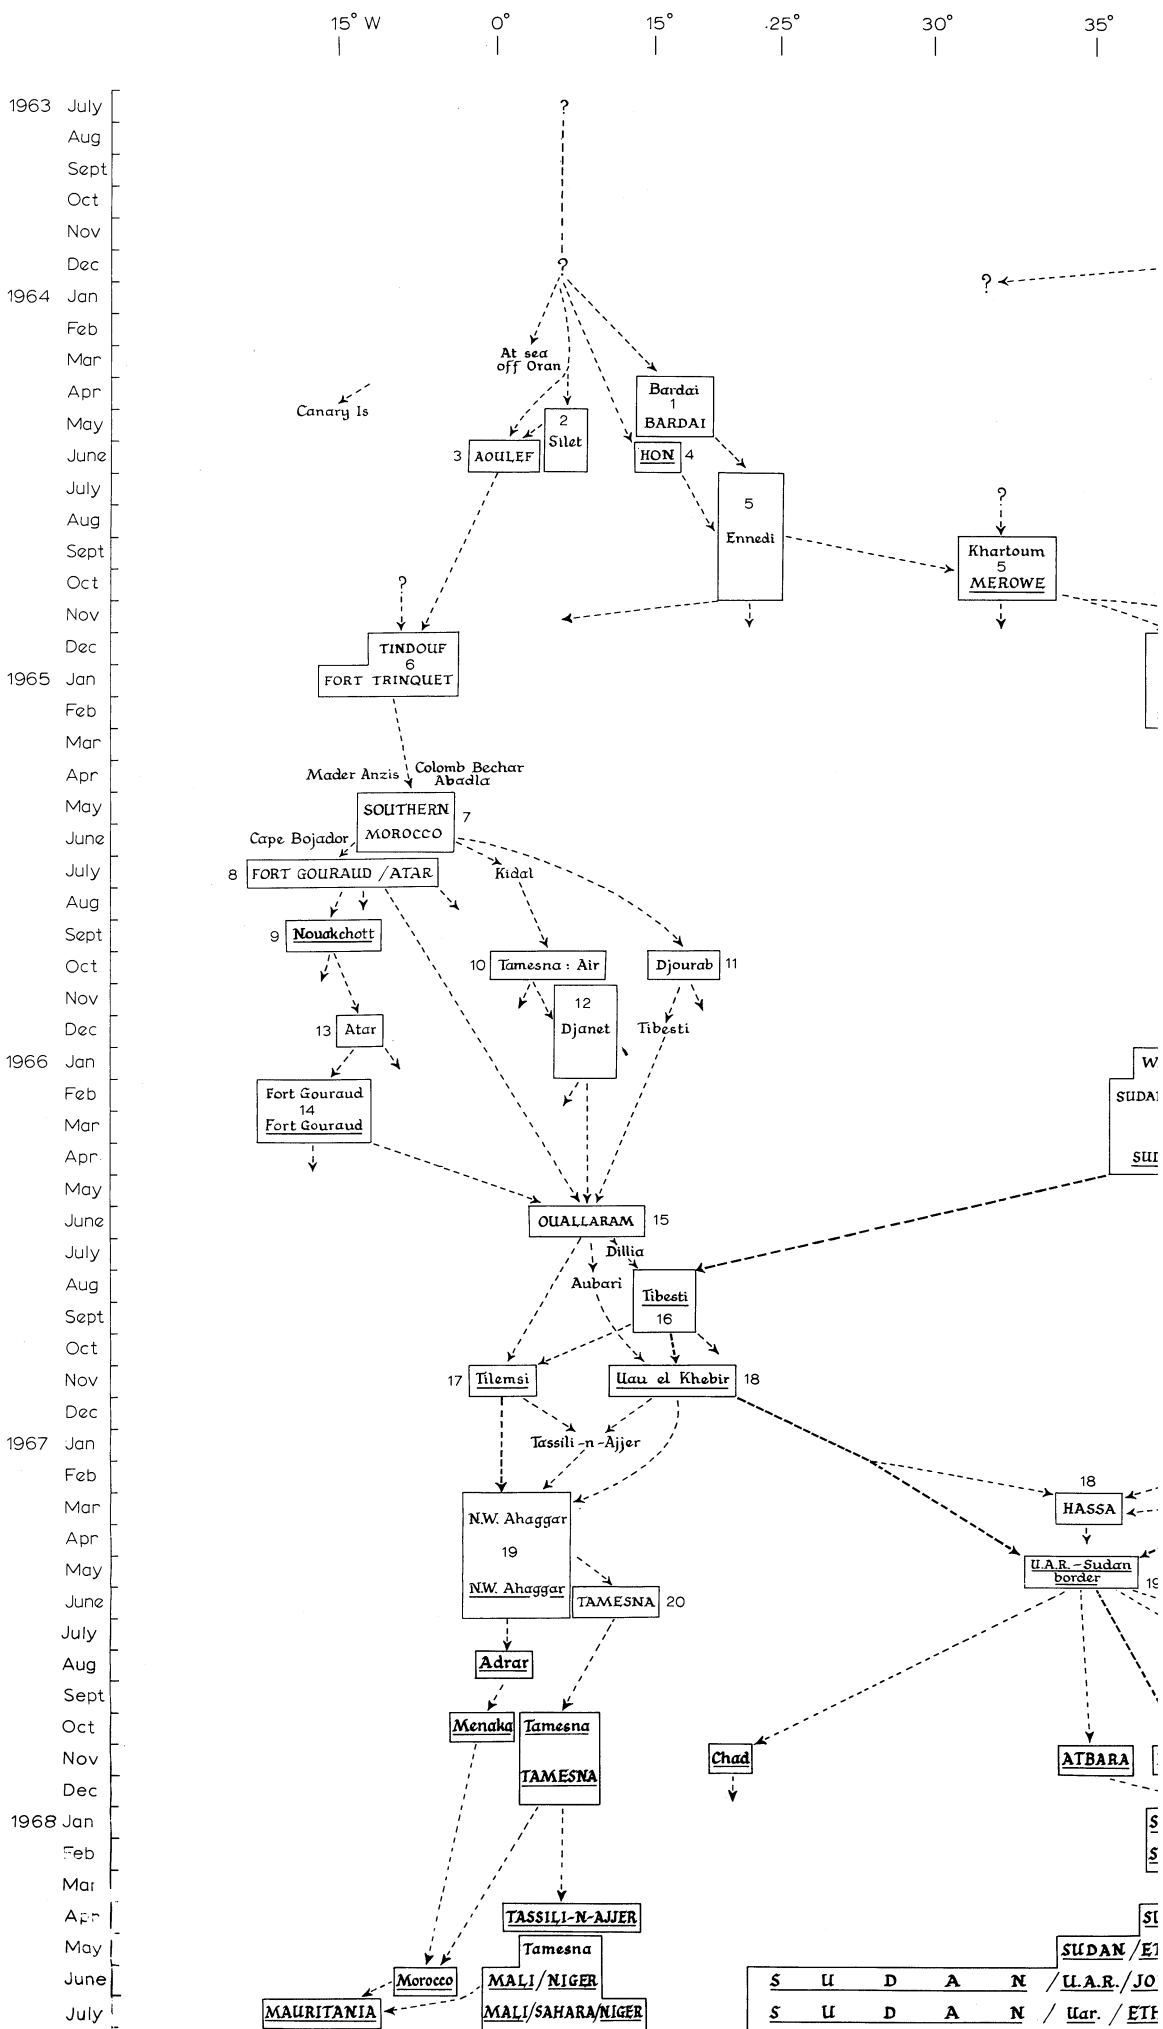 15° W 0° 15° 25° 30° 35°
1963 July ?
Aug
Sept
Oct
Nov
Dec ?
1964 Jan ?
Feb
Mar At sea
off Oran
Apr Bardai
1
Canary Is
May 2 BARDAI
Silet
June 3 AOULEF HON 4
July ?
5
Aug
Ennedi
Sept Khartoum
5
Oct ? MEROWE
Nov
Dec TINDOUF
6
1965 Jan FORT TRINQUET
Feb
Mar
Apr Mader Anzis Colomb Bechar
Abadla
May SOUTHERN 7
June Cape Bojador MOROCCO
July 8 FORT GOURAUD / ATAR Kidal
Aug
Sept 9 Nouakchott
Oct 10 Tamesna : Air Djourab 11
Nov 12
Dec 13 Atar Djanet Tibesti
1966 Jan W
Feb Fort Gouraud SUDA
14
Mar Fort Gouraud
Apr SUD
May
June OUALLARAM 15
July Dillia
Aug Aubari
Tibesti
Sept 16
Oct
Nov 17 Tilemsi Uau el Khebir 18
Dec
1967 Jan Tassili-n-Ajjer
Feb
18
Mar N.W. Ahaggar HASSA
Apr
19
May U.A.R.-Sudan
N.W. Ahaggar border 19
June TAMESNA 20
July
Aug Adrar
Sept
Oct Menaka Tamesna
Nov Chad ATBARA
TAMESNA
Dec
1968 Jan S
Feb S
Mar
Apr TASSILI-N-AJJER SU
May Tamesna SUDAN / ET
June Morocco MALI/NIGER S U D A N / U.A.R. / JO
July MAURITANIA MALI/SAHARA/NIGER S U D A N / Uar. / ETH